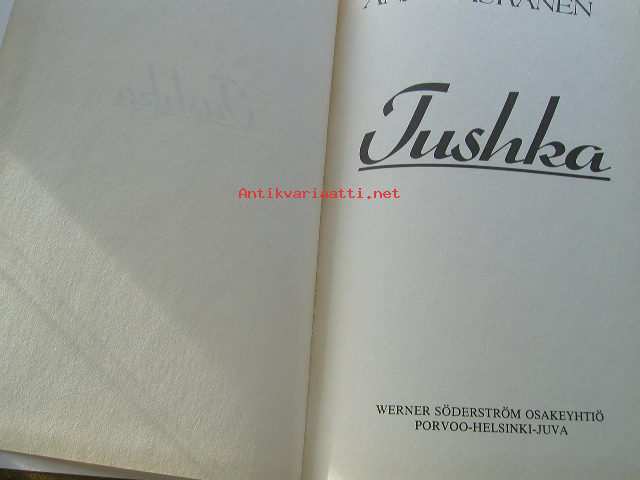 Tushka
Antikvariaatti.net
WERNER SÖDERSTRÖM OSAKEYHTIÖ
PORVOO-HELSINKI-JUVA